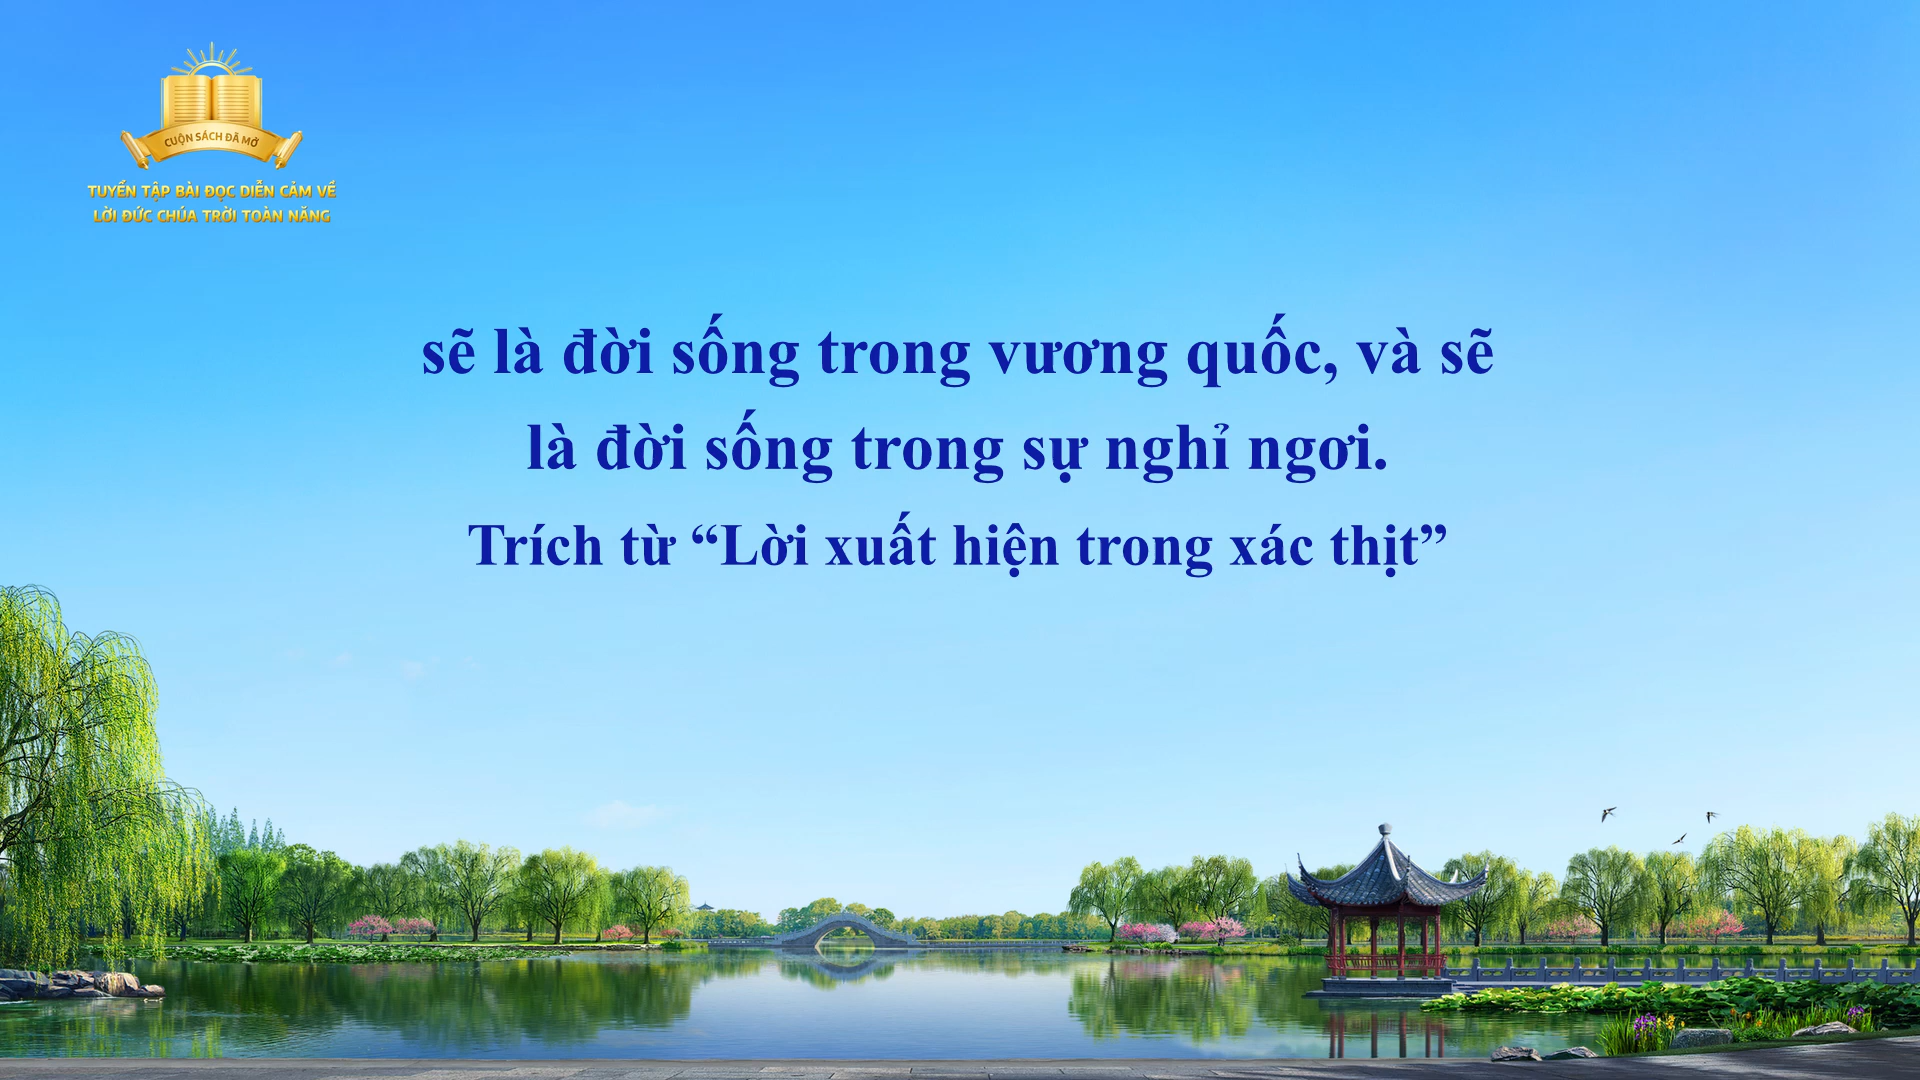 CUỘN SÁCH ĐÃ MỞ
TUYỂN TẬP BÀI ĐỌC DIỄN CẢM VỀ
LỜI ĐỨC CHÚA TRỜI TOÀN NĂNG
sẽ là đời sống trong vương quốc, và sẽ
là đời sống trong sự nghỉ ngơi.
Trích từ “Lời xuất hiện trong xác thịt”